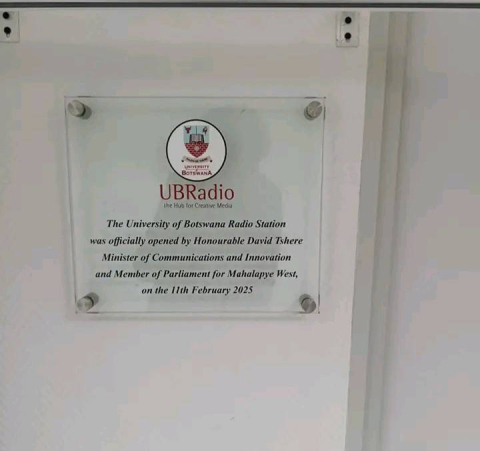 UNIVERSITY
OF
BOTSWANA
UBRadio
the Hub for Creative Media
The University of Botswana Radio Station
was officially opened by Honourable David Tshere
Minister of Communications and Innovation
and Member of Parliament for Mahalapye West,
on the 11th February 2025